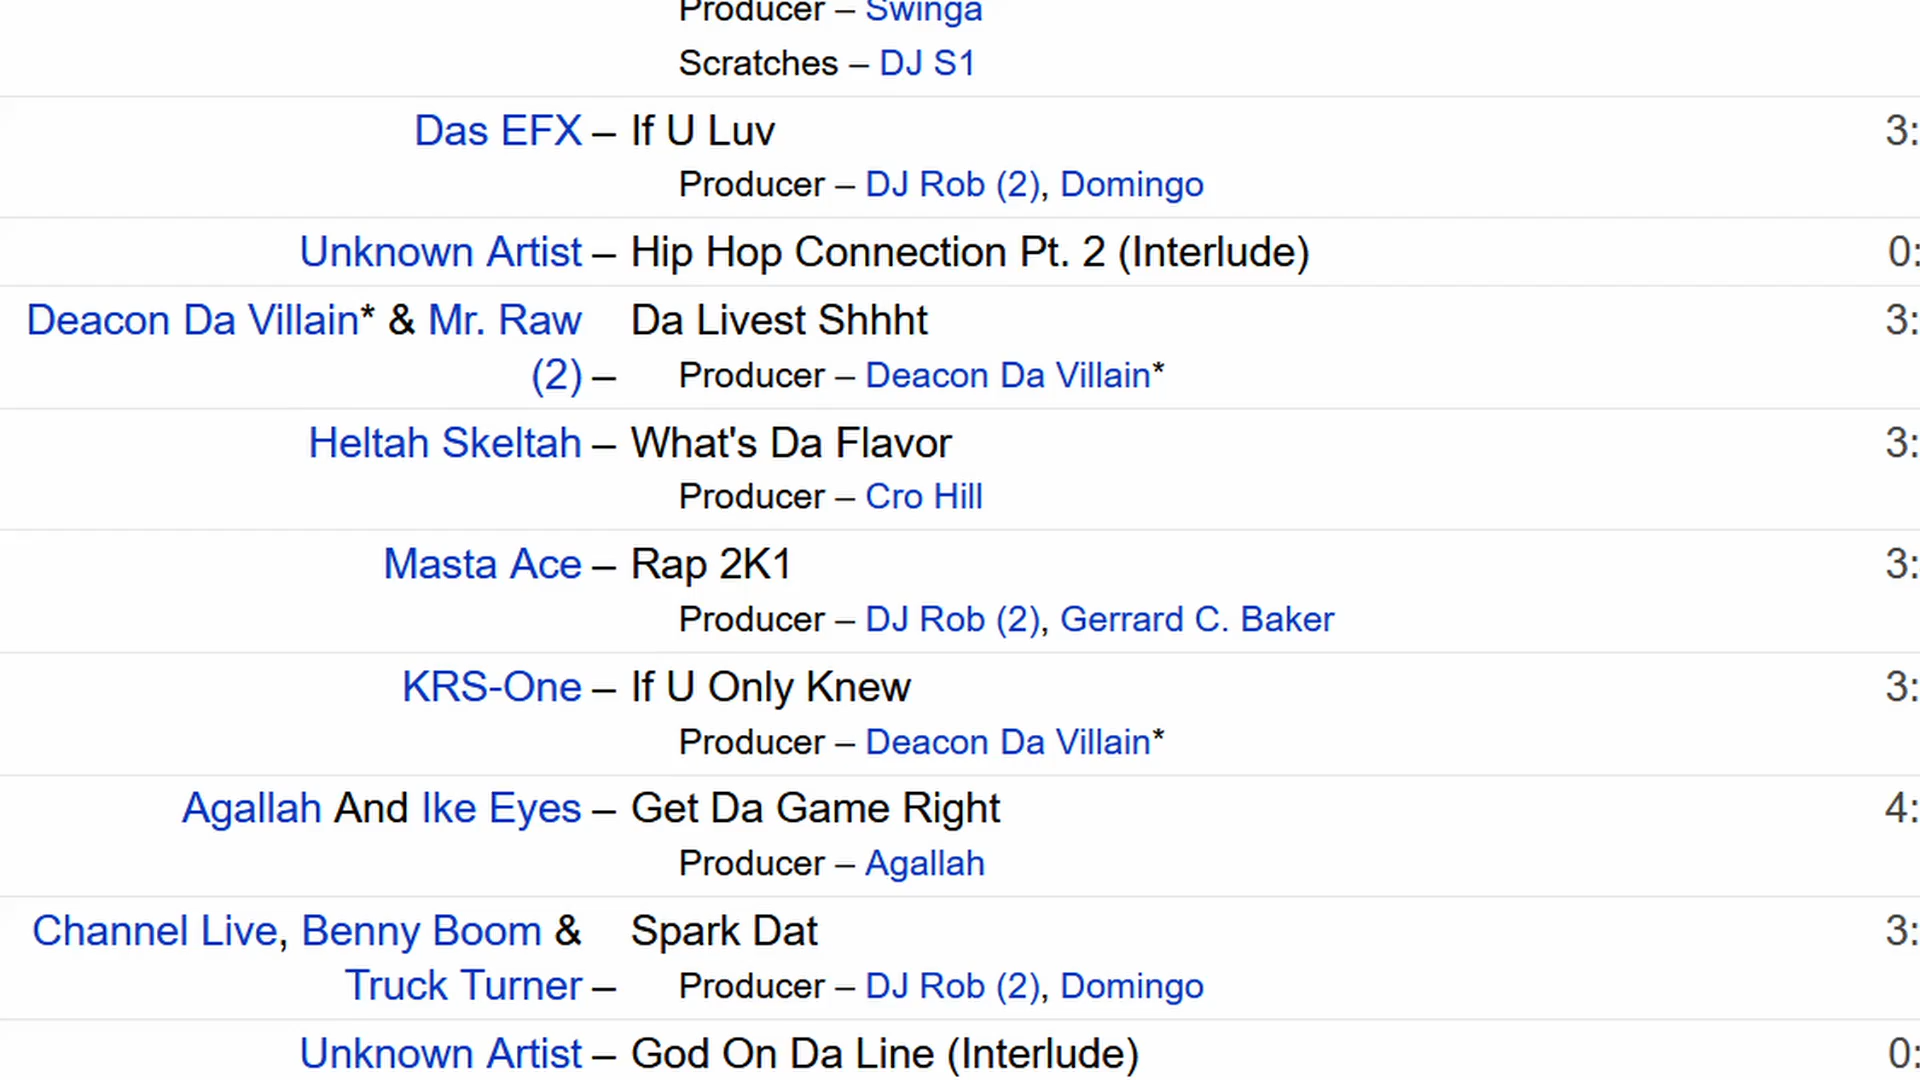 Producer – Swinga
Scratches – DJ S1
Das EFX – If U Luv 3:
Producer – DJ Rob (2), Domingo
Unknown Artist – Hip Hop Connection Pt. 2 (Interlude) 0:
Deacon Da Villain* & Mr. Raw Da Livest Shhht 3:
(2) – Producer – Deacon Da Villain*
Heltah Skeltah – What's Da Flavor 3:
Producer – Cro Hill
Masta Ace – Rap 2K1 3:
Producer – DJ Rob (2), Gerrard C. Baker
KRS-One – If U Only Knew 3:
Producer – Deacon Da Villain*
Agallah And Ike Eyes – Get Da Game Right 4:
Producer – Agallah
Channel Live, Benny Boom & Spark Dat 3:
Truck Turner – Producer – DJ Rob (2), Domingo
Unknown Artist – God On Da Line (Interlude) 0: